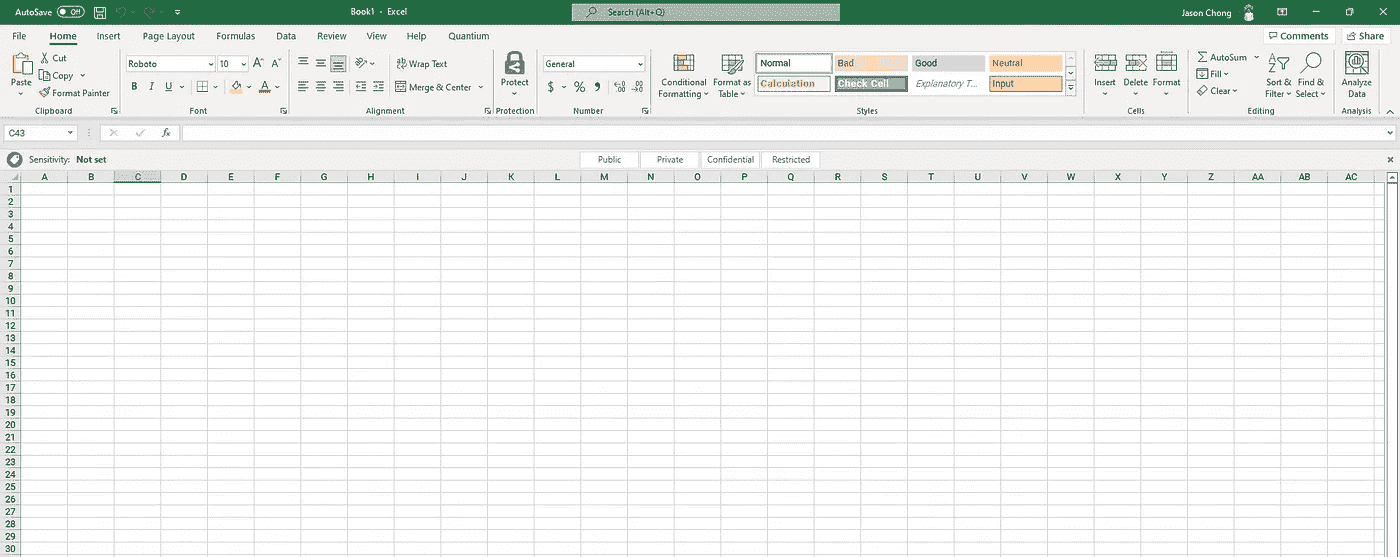 AutoSave Off Book1 - Excel Search (Alt+Q) Jason Chong
File Home Insert Page Layout Formulas Data Review View Help Quantium Comments Share
Paste Cut Copy Format Painter
Clipboard
Roboto 10
B I U
Font
Wrap Text
Merge & Center
Alignment
Protect
Protection
General
$ % ,
Number
Conditional Formatting
Format as Table
Normal Bad Good Neutral
Calculation Check Cell Explanatory T... Input
Styles
Insert Delete Format
Cells
AutoSum
Fill
Clear
Sort & Filter
Find & Select
Editing
Analyze Data
Analysis
C43 fx
Sensitivity: Not set Public Private Confidential Restricted
A B C D E F G H I J K L M N O P Q R S T U V W X Y Z AA AB AC
1
2
3
4
5
6
7
8
9
10
11
12
13
14
15
16
17
18
19
20
21
22
23
24
25
26
27
28
29
30